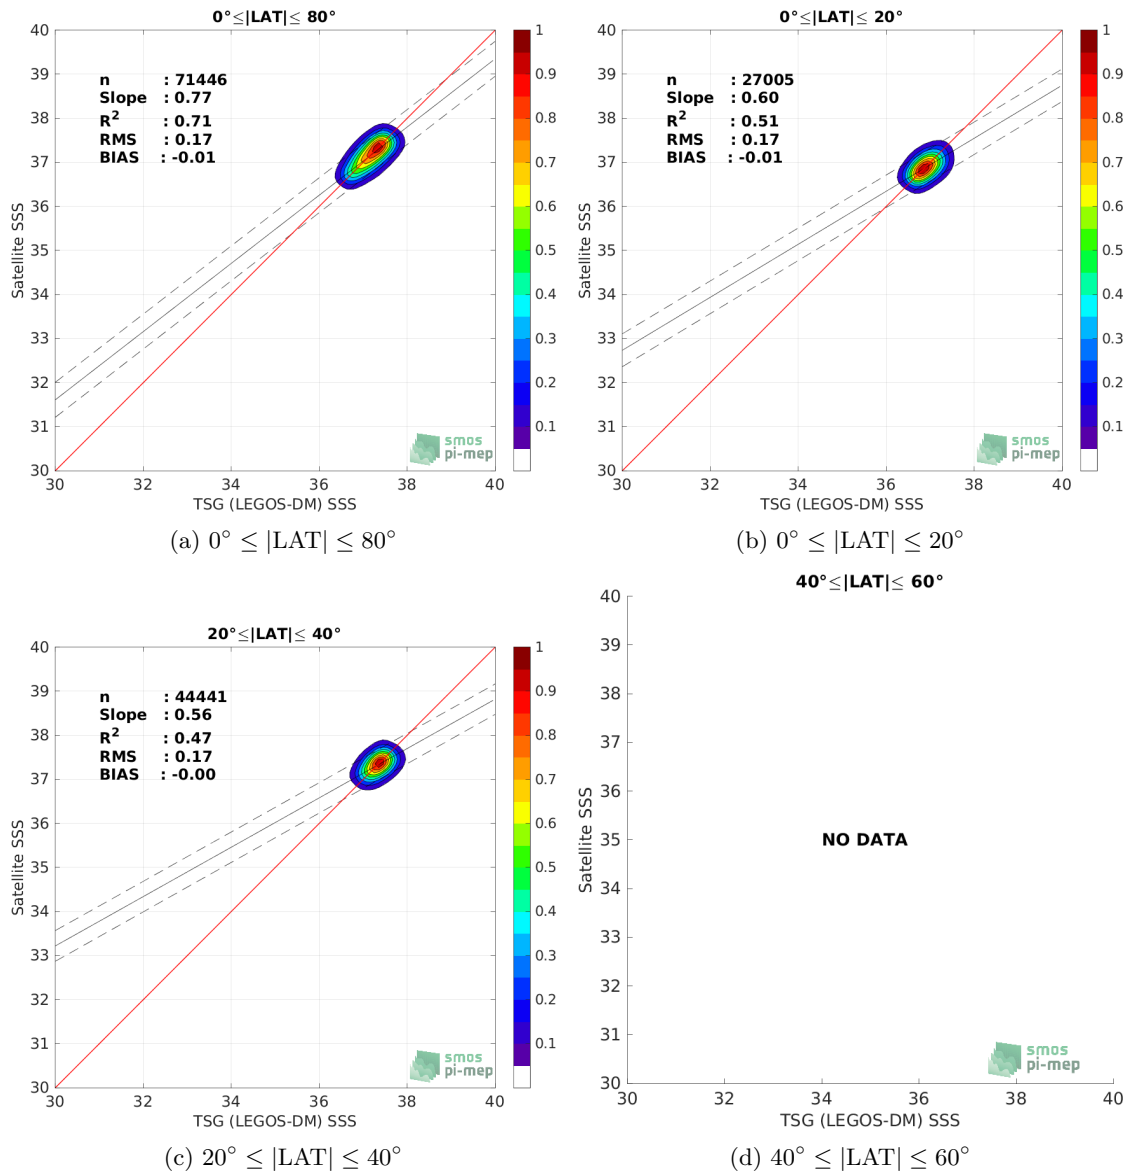 0°≤|LAT|≤ 80°
40
39
38
37
36
35
34
33
32
31
30
Satellite SSS
n : 71446
Slope : 0.77
R2 : 0.71
RMS : 0.17
BIAS : -0.01
smos
pi-mep
30 32 34 36 38 40
TSG (LEGOS-DM) SSS
1
0.9
0.8
0.7
0.6
0.5
0.4
0.3
0.2
0.1
(a) 0° ≤ |LAT| ≤ 80°
0°≤|LAT|≤ 20°
40
39
38
37
36
35
34
33
32
31
30
Satellite SSS
n : 27005
Slope : 0.60
R2 : 0.51
RMS : 0.17
BIAS : -0.01
smos
pi-mep
30 32 34 36 38 40
TSG (LEGOS-DM) SSS
1
0.9
0.8
0.7
0.6
0.5
0.4
0.3
0.2
0.1
(b) 0° ≤ |LAT| ≤ 20°
20°≤|LAT|≤ 40°
40
39
38
37
36
35
34
33
32
31
30
Satellite SSS
n : 44441
Slope : 0.56
R2 : 0.47
RMS : 0.17
BIAS : -0.00
smos
pi-mep
30 32 34 36 38 40
TSG (LEGOS-DM) SSS
1
0.9
0.8
0.7
0.6
0.5
0.4
0.3
0.2
0.1
(c) 20° ≤ |LAT| ≤ 40°
40°≤|LAT|≤ 60°
40
39
38
37
36
35
34
33
32
31
30
Satellite SSS
NO DATA
smos
pi-mep
30 32 34 36 38 40
TSG (LEGOS-DM) SSS
(d) 40° ≤ |LAT| ≤ 60°